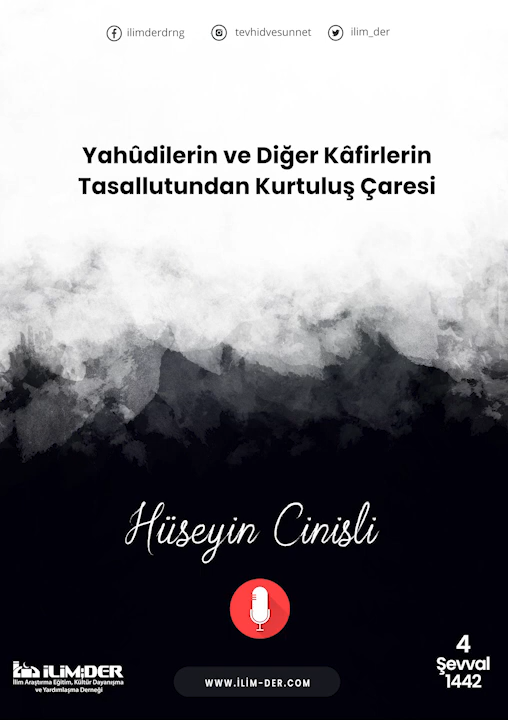 ilimderdrng tevhidvesunnet ilim_der
Yahûdilerin ve Diğer Kâfirlerin
Tasallutundan Kurtuluş Çaresi
Hüseyin Cinisli
iLiM;DER
İlim Araştırma Eğitim, Kültür Dayanışma
ve Yardımlaşma Derneği
WWW.İLİM-DER.COM
4
Şevval
1442